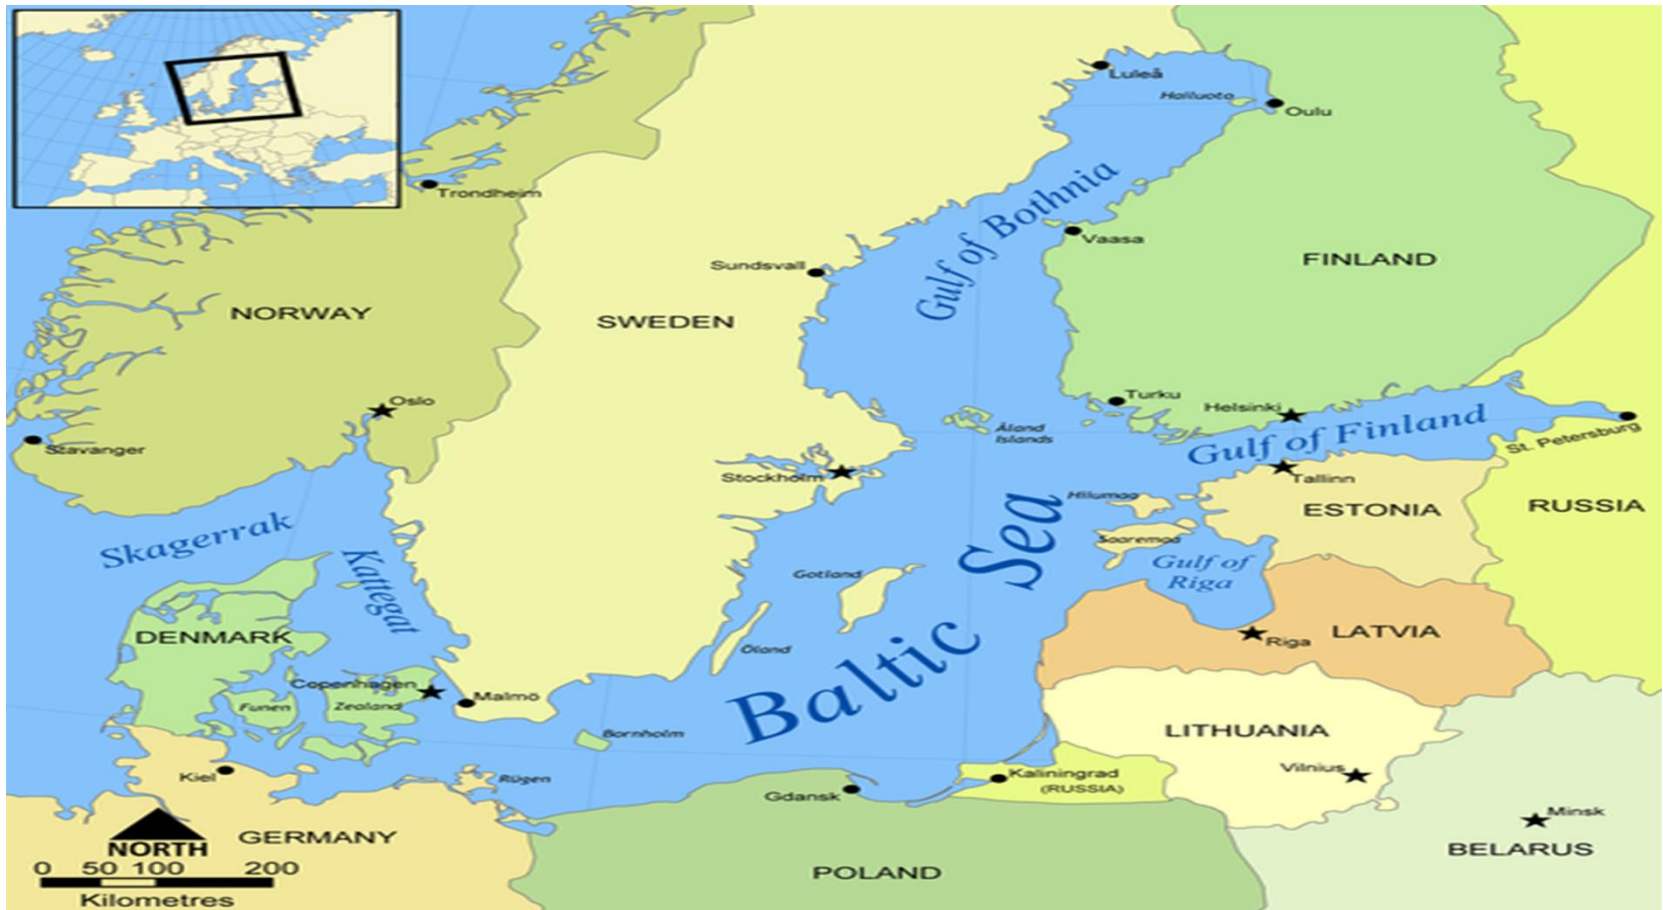 Luleå
Hailuoto
Oulu
Trondheim
Gulf of Bothnia
Vaasa
Sundsvall
FINLAND
NORWAY
SWEDEN
Oslo
Turku
Helsinki
Åland
Islands
Gulf of Finland
St. Petersburg
Stavanger
Stockholm
Tallinn
Hiiumaa
ESTONIA
RUSSIA
Skagerrak
Kattegat
Saaremaa
Gulf of
Riga
Gotland
Baltic Sea
DENMARK
Riga
LATVIA
Öland
Copenhagen
Malmö
Funen
Zealand
Bornholm
LITHUANIA
Vilnius
Kiel
Rügen
Kaliningrad
(RUSSIA)
Gdansk
Minsk
GERMANY
BELARUS
POLAND
NORTH
0 50 100 200
Kilometres